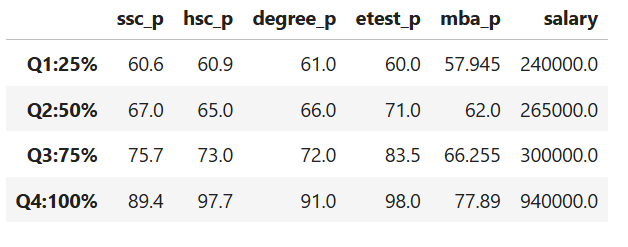 ssc_p hsc_p degree_p etest_p mba_p salary
Q1:25% 60.6 60.9 61.0 60.0 57.945 240000.0
Q2:50% 67.0 65.0 66.0 71.0 62.0 265000.0
Q3:75% 75.7 73.0 72.0 83.5 66.255 300000.0
Q4:100% 89.4 97.7 91.0 98.0 77.89 940000.0